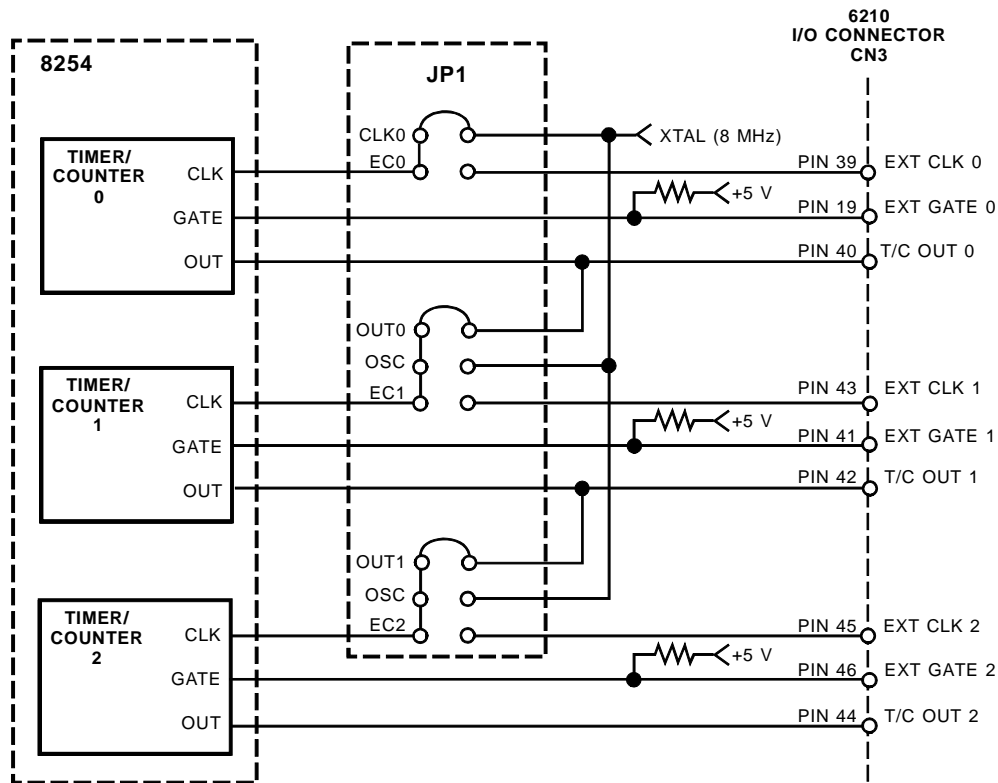 6210
I/O CONNECTOR
CN3
8254
JP1
CLK0
XTAL (8 MHz)
TIMER/
COUNTER
0
CLK
EC0
PIN 39
EXT CLK 0
+5 V
GATE
PIN 19
EXT GATE 0
OUT
PIN 40
T/C OUT 0
OUT0
OSC
TIMER/
COUNTER
1
CLK
EC1
PIN 43
EXT CLK 1
+5 V
GATE
PIN 41
EXT GATE 1
OUT
PIN 42
T/C OUT 1
OUT1
OSC
TIMER/
COUNTER
2
CLK
EC2
PIN 45
EXT CLK 2
+5 V
GATE
PIN 46
EXT GATE 2
OUT
PIN 44
T/C OUT 2